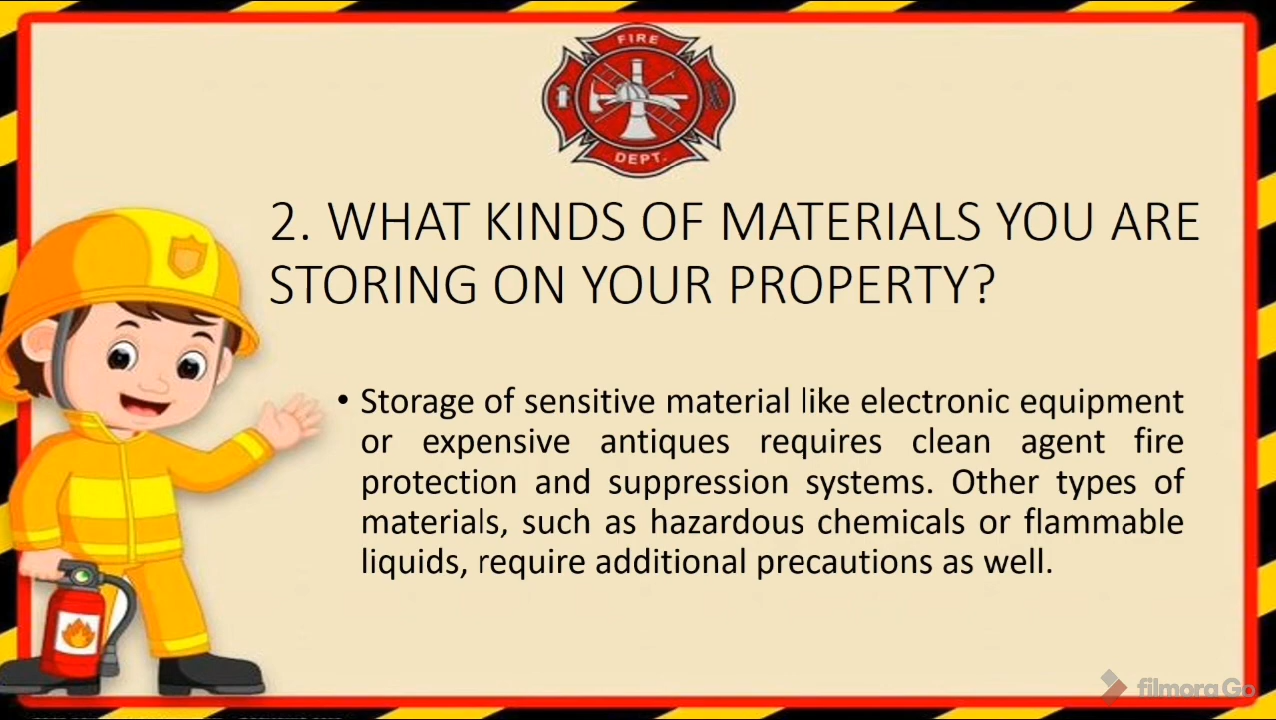 FIRE
DEPT.
2. WHAT KINDS OF MATERIALS YOU ARE
STORING ON YOUR PROPERTY?
• Storage of sensitive material like electronic equipment
or expensive antiques requires clean agent fire
protection and suppression systems. Other types of
materials, such as hazardous chemicals or flammable
liquids, require additional precautions as well.
filmora Go